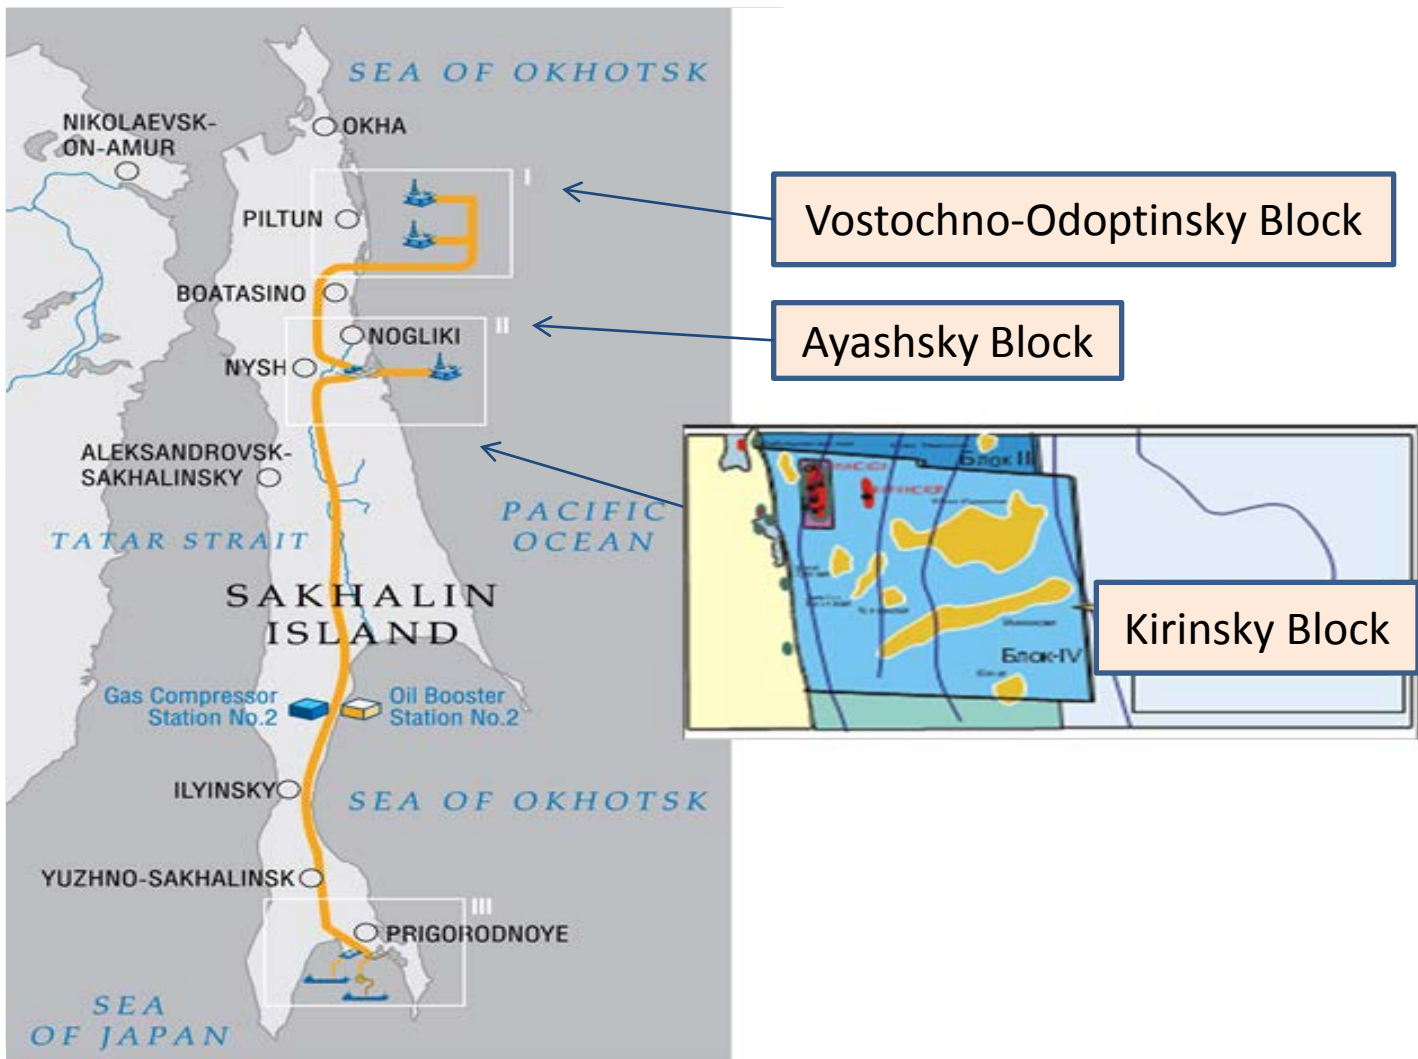 SEA OF OKHOTSK
NIKOLAEVSK-
ON-AMUR
OKHA
I
PILTUN
Vostochno-Odoptinsky Block
BOATASINO
II
NOGLIKI
Ayashsky Block
NYSH
ALEKSANDROVSK-
SAKHALINSKY
PACIFIC
OCEAN
TATAR STRAIT
Блок II
SAKHALIN
ISLAND
Kirinsky Block
Блок-IV
Gas Compressor
Station No.2
Oil Booster
Station No.2
ILYINSKY
SEA OF OKHOTSK
YUZHNO-SAKHALINSK
III
PRIGORODNOYE
SEA
OF JAPAN